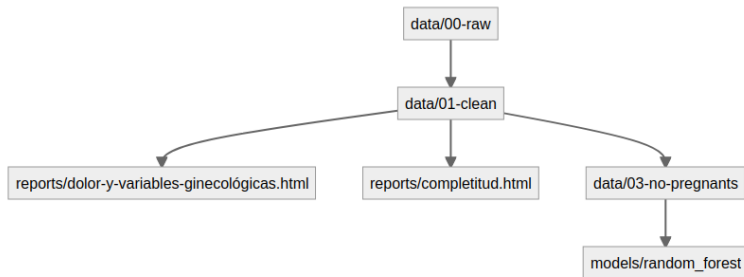 data/00-raw
data/01-clean
reports/dolor-y-variables-ginecológicas.html
reports/completitud.html
data/03-no-pregnants
models/random_forest